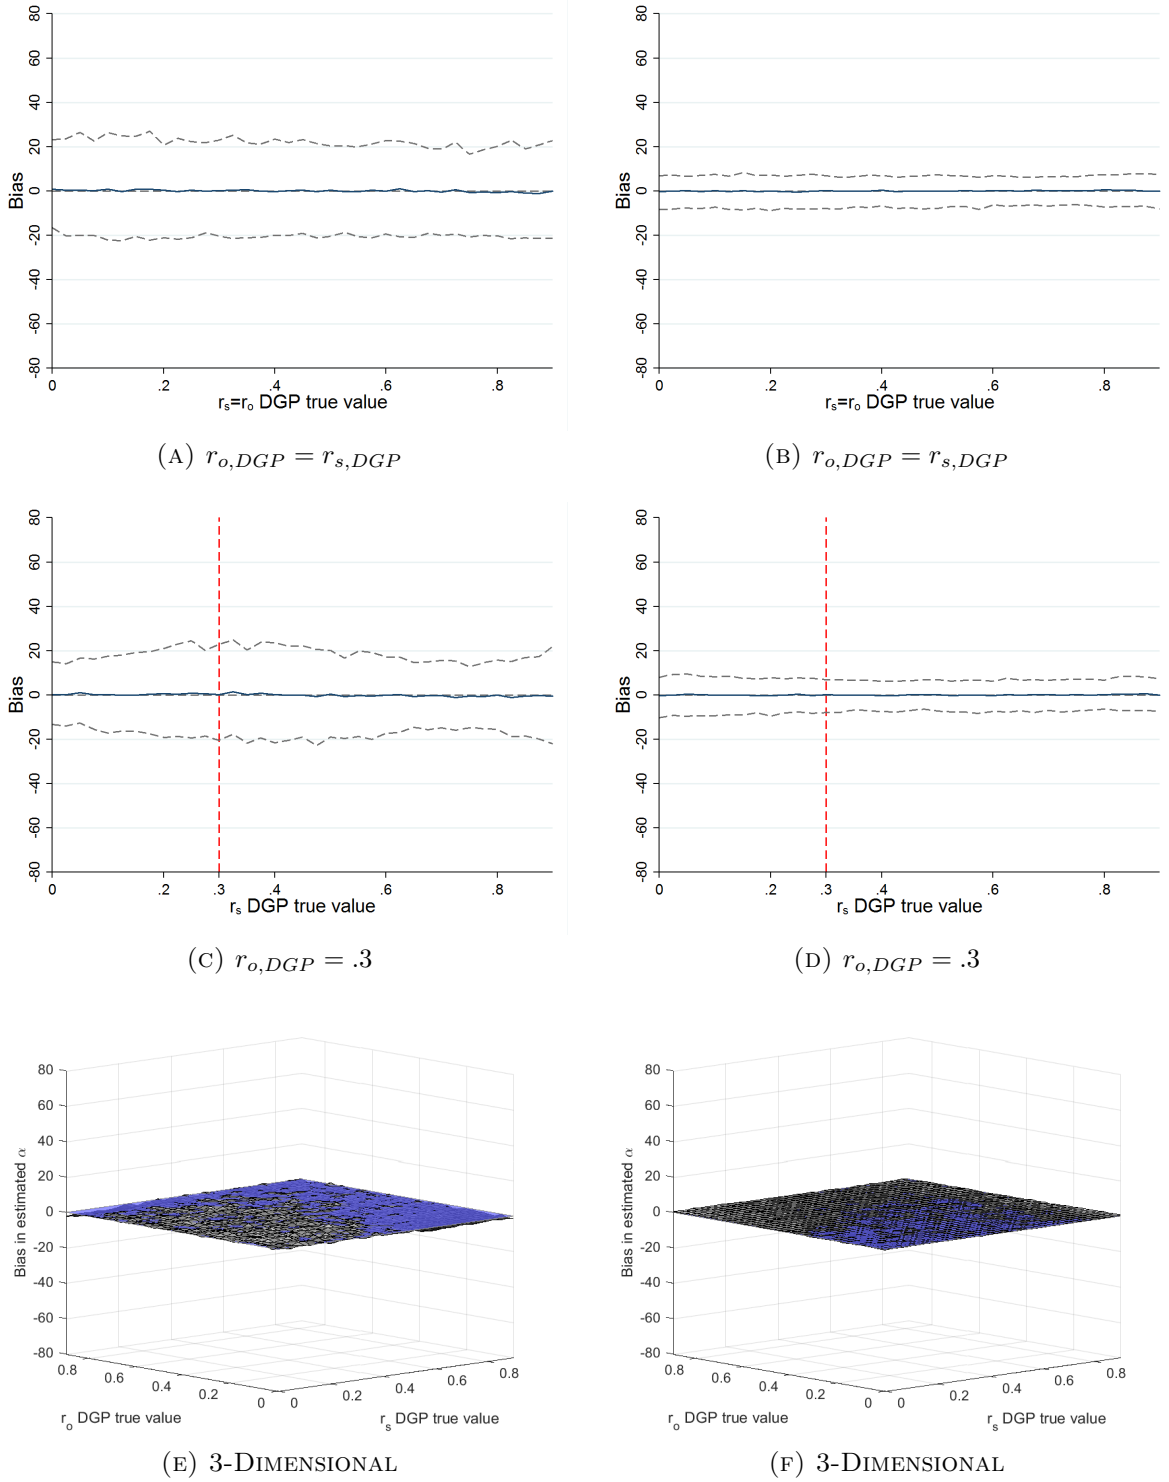 80
60
40
20
0
-20
-40
-60
-80
Bias
0 .2 .4 .6 .8
rs=ro DGP true value
(A) ro,DGP = rs,DGP
80
60
40
20
0
-20
-40
-60
-80
Bias
0 .2 .4 .6 .8
rs=ro DGP true value
(B) ro,DGP = rs,DGP
80
60
40
20
0
-20
-40
-60
-80
Bias
0 .2 .3 .4 .6 .8
rs DGP true value
(C) ro,DGP = .3
80
60
40
20
0
-20
-40
-60
-80
Bias
0 .2 .3 .4 .6 .8
rs DGP true value
(D) ro,DGP = .3
80
60
40
20
0
-20
-40
-60
-80
Bias in estimated α
0.8 0.6 0.4 0.2 0
ro DGP true value
0 0.2 0.4 0.6 0.8
rs DGP true value
(E) 3-Dimensional
80
60
40
20
0
-20
-40
-60
-80
Bias in estimated α
0.8 0.6 0.4 0.2 0
ro DGP true value
0 0.2 0.4 0.6 0.8
rs DGP true value
(F) 3-Dimensional